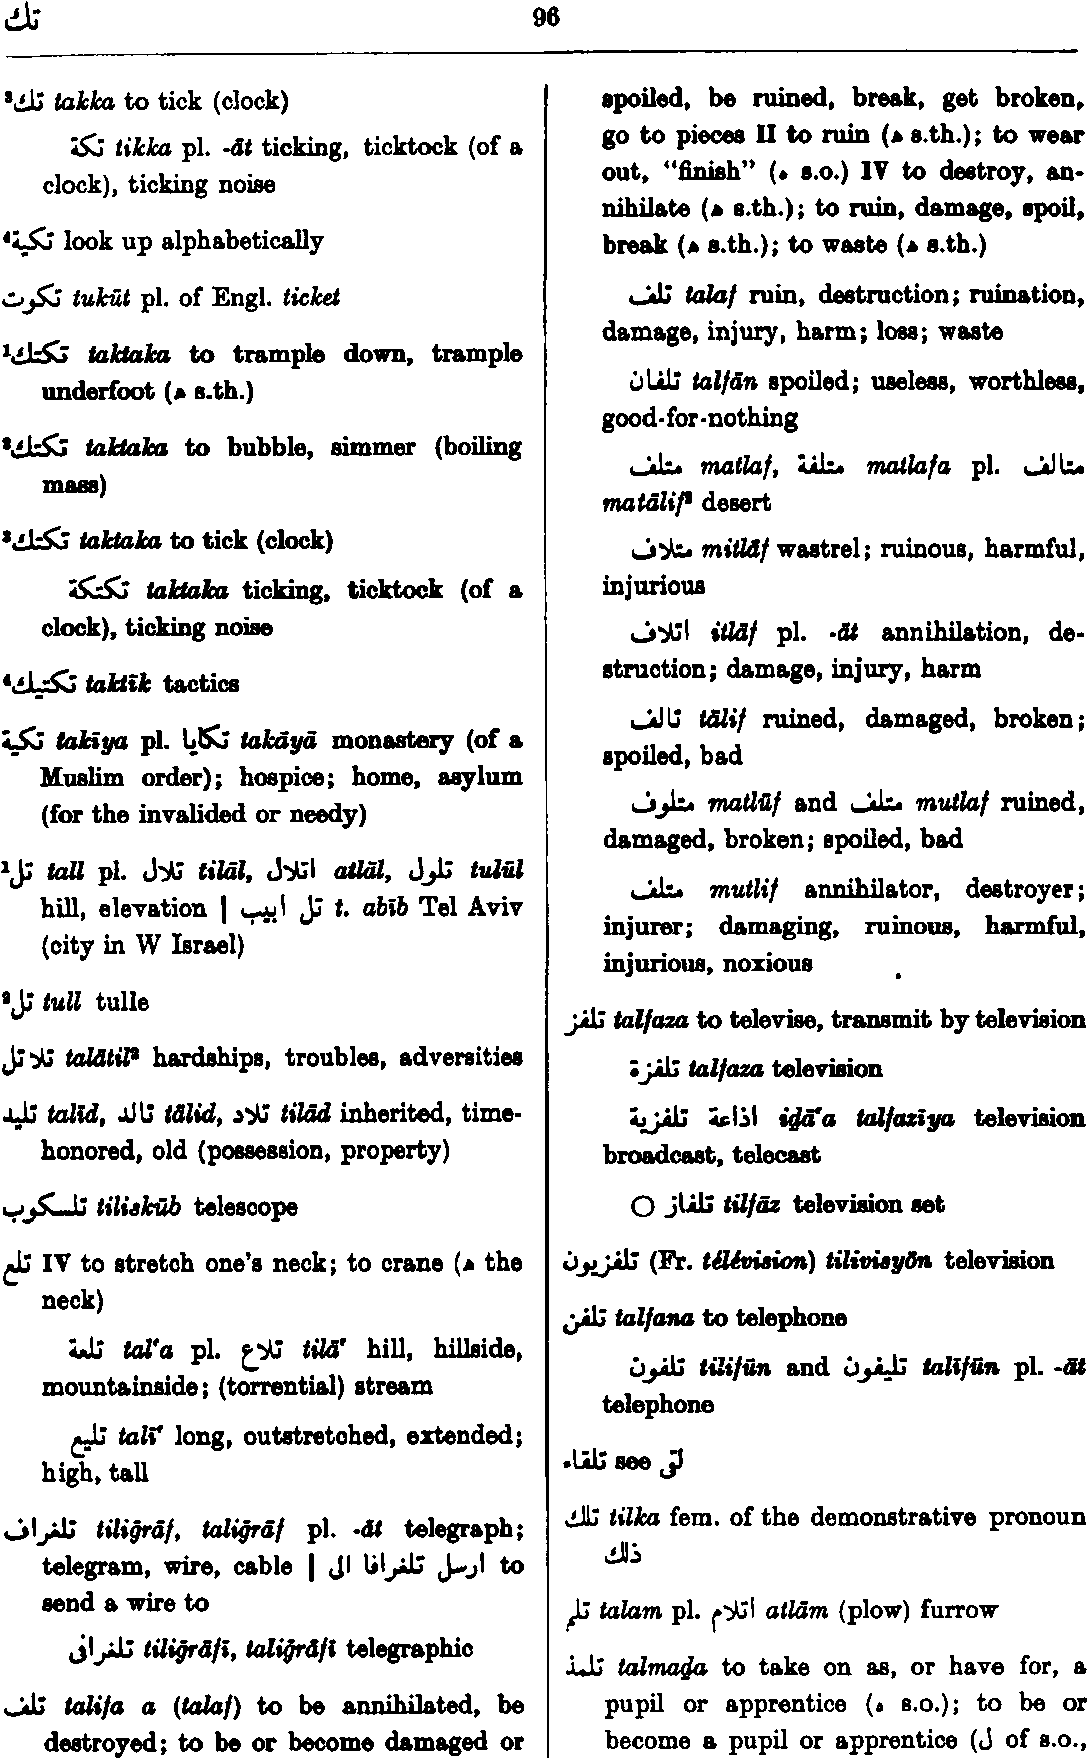 تك
96
³تك takka to tick (clock)
تكة tikka pl. -āt ticking, ticktock (of a
clock), ticking noise
⁴تكية look up alphabetically
تكوت tukūt pl. of Engl. ticket
¹تكتك taktaka to trample down, trample
underfoot (ه s.th.)
²تكتك taktaka to bubble, simmer (boiling
mass)
³تكتك taktaka to tick (clock)
تكتكة taktaka ticking, ticktock (of a
clock), ticking noise
⁴تكتيك taktīk tactics
تكية takīya pl. تكايا takāyā monastery (of a
Muslim order); hospice; home, asylum
(for the invalided or needy)
¹تل tall pl. تلال tilāl, اتلال atlāl, تلول tulūl
hill, elevation | تل ابيب t. abīb Tel Aviv
(city in W Israel)
²تل tull tulle
تلاتل talātil² hardships, troubles, adversities
تليد talīd, تالد tālid, تلاد tilād inherited, time-
honored, old (possession, property)
تلسكوب tiliskūb telescope
تلع IV to stretch one's neck; to crane (ه the
neck)
تلعة talʿa pl. تلاع tilāʿ hill, hillside,
mountainside; (torrential) stream
تليع talīʿ long, outstretched, extended;
high, tall
تلغراف tiliḡrāf, taliḡrāf pl. -āt telegraph;
telegram, wire, cable | ارسل تلغرافا الى to
send a wire to
تلغرافى tiliḡrāfī, taliḡrāfī telegraphic
تلف talifa a (talaf) to be annihilated, be
destroyed; to be or become damaged or
spoiled, be ruined, break, get broken,
go to pieces II to ruin (ه s.th.); to wear
out, "finish" (ه s.o.) IV to destroy, an-
nihilate (ه s.th.); to ruin, damage, spoil,
break (ه s.th.); to waste (ه s.th.)
تلف talaf ruin, destruction; ruination,
damage, injury, harm; loss; waste
تلفان talfān spoiled; useless, worthless,
good-for-nothing
متلف matlaf, متلفة matlafa pl. متالف
matālif² desert
متلاف mitlāf wastrel; ruinous, harmful,
injurious
اتلاف itlāf pl. -āt annihilation, de-
struction; damage, injury, harm
تالف tālif ruined, damaged, broken;
spoiled, bad
متلوف matlūf and متلف mutlaf ruined,
damaged, broken; spoiled, bad
متلف mutlif annihilator, destroyer;
injurer; damaging, ruinous, harmful,
injurious, noxious
تلفز talfaza to televise, transmit by television
تلفزة talfaza television
اذاعة تلفزية iḏāʿa talfazīya television
broadcast, telecast
○ تلفاز tilfāz television set
تلفزيون (Fr. télévision) tilivisyōn television
تلفن talfana to telephone
تلفون tilifūn and تليفون talīfūn pl. -āt
telephone
تلقاء see لقى
تلك tilka fem. of the demonstrative pronoun
ذلك
تلم talam pl. اتلام atlām (plow) furrow
تلمذ talmaḏa to take on as, or have for, a
pupil or apprentice (ه s.o.); to be or
become a pupil or apprentice (ل of s.o.,